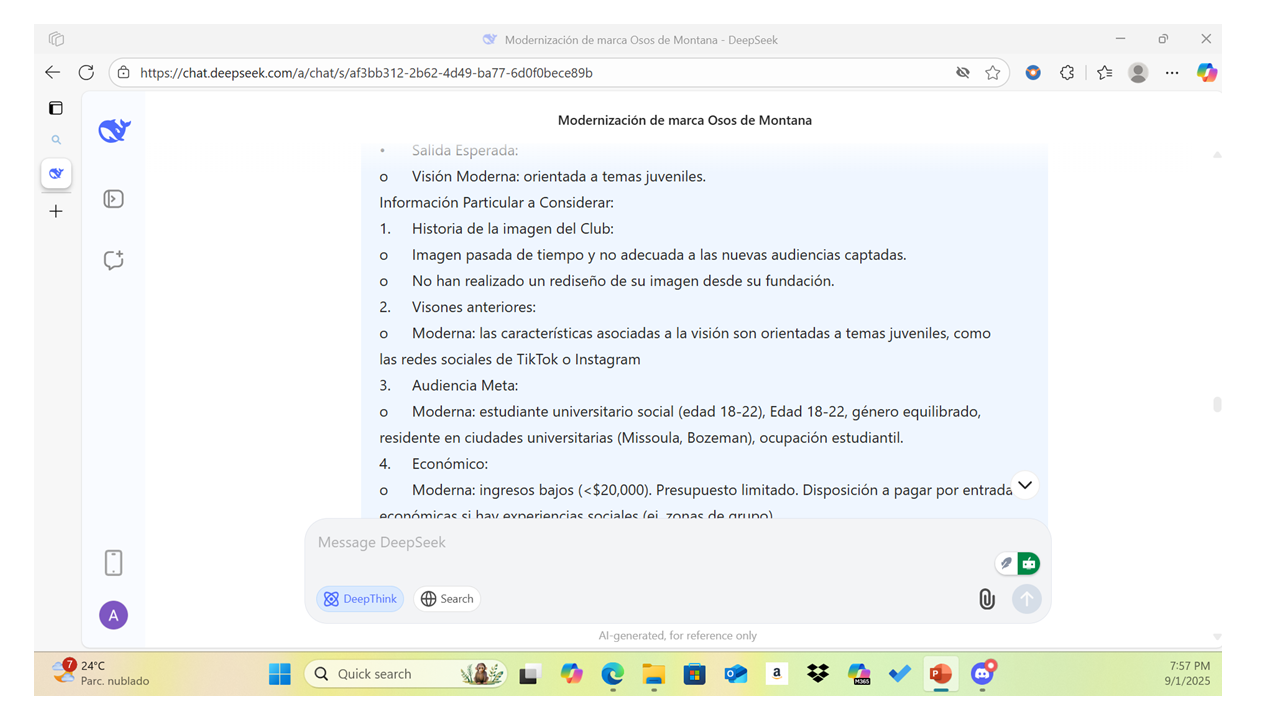 Modernización de marca Osos de Montana - DeepSeek
https://chat.deepseek.com/a/chat/s/af3bb312-2b62-4d49-ba77-6d0f0bece89b
Modernización de marca Osos de Montana
• Salida Esperada:
o Visión Moderna: orientada a temas juveniles.
Información Particular a Considerar:
1. Historia de la imagen del Club:
o Imagen pasada de tiempo y no adecuada a las nuevas audiencias captadas.
o No han realizado un rediseño de su imagen desde su fundación.
2. Visones anteriores:
o Moderna: las características asociadas a la visión son orientadas a temas juveniles, como
las redes sociales de TikTok o Instagram
3. Audiencia Meta:
o Moderna: estudiante universitario social (edad 18-22), Edad 18-22, género equilibrado,
residente en ciudades universitarias (Missoula, Bozeman), ocupación estudiantil.
4. Económico:
o Moderna: ingresos bajos (<$20,000). Presupuesto limitado. Disposición a pagar por entrada
económicas si hay experiencias sociales (ej. zonas de grupo)
Message DeepSeek
DeepThink
Search
A
AI-generated, for reference only
7
24°C
Parc. nublado
Quick search
a
M365
P
7:57 PM
9/1/2025